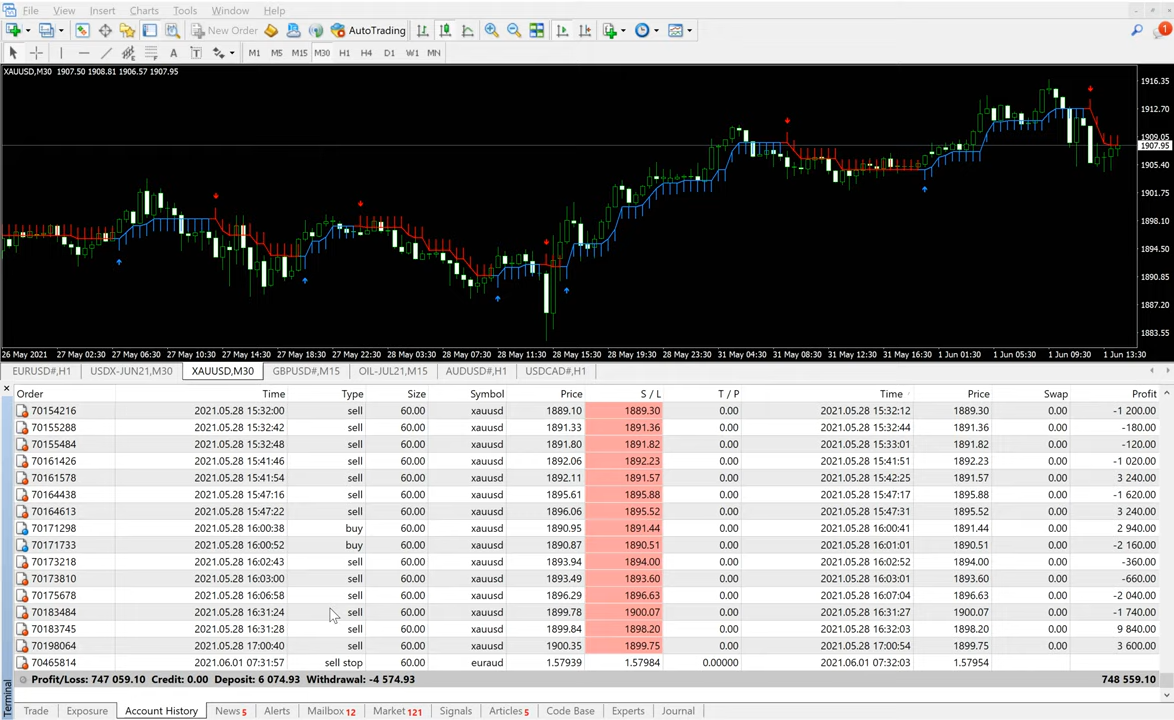 File View Insert Charts Tools Window Help
New Order AutoTrading
M1 M5 M15 M30 H1 H4 D1 W1 MN
XAUUSD,M30 1907.50 1908.81 1906.57 1907.95
1916.35
1912.70
1909.05
1907.95
1905.40
1901.75
1898.10
1894.50
1890.85
1887.20
1883.55
26 May 2021 27 May 02:30 27 May 06:30 27 May 10:30 27 May 14:30 27 May 18:30 27 May 22:30 28 May 03:30 28 May 07:30 28 May 11:30 28 May 15:30 28 May 19:30 28 May 23:30 31 May 04:30 31 May 08:30 31 May 12:30 31 May 16:30 1 Jun 01:30 1 Jun 05:30 1 Jun 09:30 1 Jun 13:30
EURUSD#,H1 USDX-JUN21,M30 XAUUSD,M30 GBPUSD#,M15 OIL-JUL21,M15 AUDUSD#,H1 USDCAD#,H1
Order Time Type Size Symbol Price S / L T / P Time Price Swap Profit
70154216 2021.05.28 15:32:00 sell 60.00 xauusd 1889.10 1889.30 0.00 2021.05.28 15:32:12 1889.30 0.00 -1 200.00
70155288 2021.05.28 15:32:42 sell 60.00 xauusd 1891.33 1891.36 0.00 2021.05.28 15:32:44 1891.36 0.00 -180.00
70155484 2021.05.28 15:32:48 sell 60.00 xauusd 1891.80 1891.82 0.00 2021.05.28 15:33:01 1891.82 0.00 -120.00
70161426 2021.05.28 15:41:46 sell 60.00 xauusd 1892.06 1892.23 0.00 2021.05.28 15:41:51 1892.23 0.00 -1 020.00
70161578 2021.05.28 15:41:54 sell 60.00 xauusd 1892.11 1891.57 0.00 2021.05.28 15:42:25 1891.57 0.00 3 240.00
70164438 2021.05.28 15:47:16 sell 60.00 xauusd 1895.61 1895.88 0.00 2021.05.28 15:47:17 1895.88 0.00 -1 620.00
70164613 2021.05.28 15:47:22 sell 60.00 xauusd 1896.06 1895.52 0.00 2021.05.28 15:47:31 1895.52 0.00 3 240.00
70171298 2021.05.28 16:00:38 buy 60.00 xauusd 1890.95 1891.44 0.00 2021.05.28 16:00:41 1891.44 0.00 2 940.00
70171733 2021.05.28 16:00:52 buy 60.00 xauusd 1890.87 1890.51 0.00 2021.05.28 16:01:01 1890.51 0.00 -2 160.00
70173218 2021.05.28 16:02:43 sell 60.00 xauusd 1893.94 1894.00 0.00 2021.05.28 16:02:52 1894.00 0.00 -360.00
70173810 2021.05.28 16:03:00 sell 60.00 xauusd 1893.49 1893.60 0.00 2021.05.28 16:03:01 1893.60 0.00 -660.00
70175678 2021.05.28 16:06:58 sell 60.00 xauusd 1896.29 1896.63 0.00 2021.05.28 16:07:04 1896.63 0.00 -2 040.00
70183484 2021.05.28 16:31:24 sell 60.00 xauusd 1899.78 1900.07 0.00 2021.05.28 16:31:27 1900.07 0.00 -1 740.00
70183745 2021.05.28 16:31:28 sell 60.00 xauusd 1899.84 1898.20 0.00 2021.05.28 16:32:03 1898.20 0.00 9 840.00
70198064 2021.05.28 17:00:40 sell 60.00 xauusd 1900.35 1899.75 0.00 2021.05.28 17:00:54 1899.75 0.00 3 600.00
70465814 2021.06.01 07:31:57 sell stop 60.00 euraud 1.57939 1.57984 0.00000 2021.06.01 07:32:03 1.57954
Profit/Loss: 747 059.10 Credit: 0.00 Deposit: 6 074.93 Withdrawal: -4 574.93 748 559.10
Terminal
Trade Exposure Account History News 5 Alerts Mailbox 12 Market 121 Signals Articles 5 Code Base Experts Journal
1